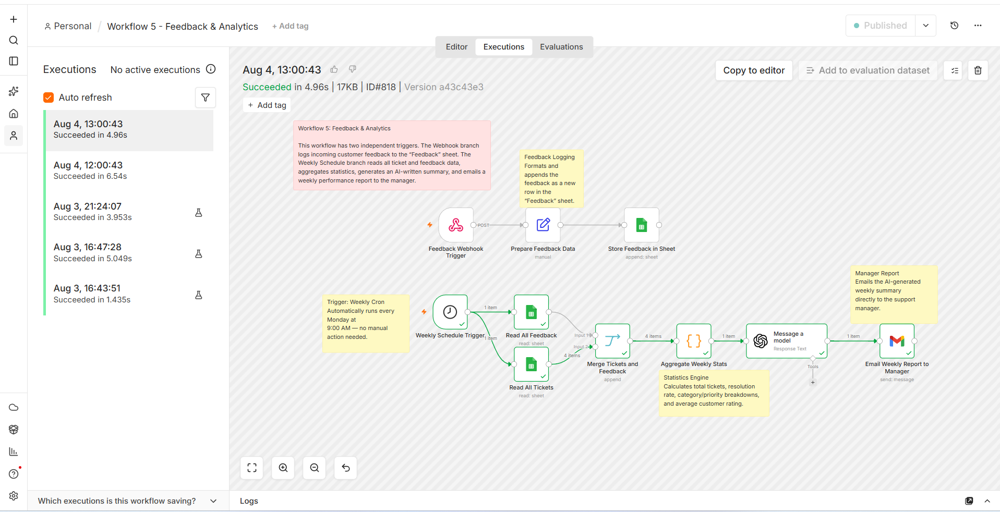 Personal / Workflow 5 - Feedback & Analytics + Add tag
Published
Editor Executions Evaluations
Executions No active executions
Auto refresh
Aug 4, 13:00:43
Succeeded in 4.96s
Aug 4, 12:00:43
Succeeded in 6.54s
Aug 3, 21:24:07
Succeeded in 3.953s
Aug 3, 16:47:28
Succeeded in 5.049s
Aug 3, 16:43:51
Succeeded in 1.435s
Which executions is this workflow saving?
Aug 4, 13:00:43
Succeeded in 4.96s | 17KB | ID#818 | Version a43c43e3
+ Add tag
Copy to editor
Add to evaluation dataset
Workflow 5: Feedback & Analytics
This workflow has two independent triggers. The Webhook branch
logs incoming customer feedback to the “Feedback” sheet. The
Weekly Schedule branch reads all ticket and feedback data,
aggregates statistics, generates an AI-written summary, and emails a
weekly performance report to the manager.
Feedback Logging
Formats and
appends the
feedback as a new
row in the
“Feedback” sheet.
POST
Feedback Webhook
Trigger
Prepare Feedback Data
manual
Store Feedback in Sheet
append: sheet
Manager Report
Emails the AI-generated
weekly summary
directly to the support
manager.
Trigger: Weekly Cron
Automatically runs every
Monday at
9:00 AM — no manual
action needed.
Weekly Schedule Trigger
1 item
1 item
Read All Feedback
read: sheet
Read All Tickets
read: sheet
Input 1
Input 2
4 items
Merge Tickets and
Feedback
append
4 items
Aggregate Weekly Stats
1 item
Message a
model
Response Text
Tools
+
1 item
Email Weekly Report to
Manager
send: message
Statistics Engine
Calculates total tickets, resolution
rate, category/priority breakdowns,
and average customer rating.
Logs